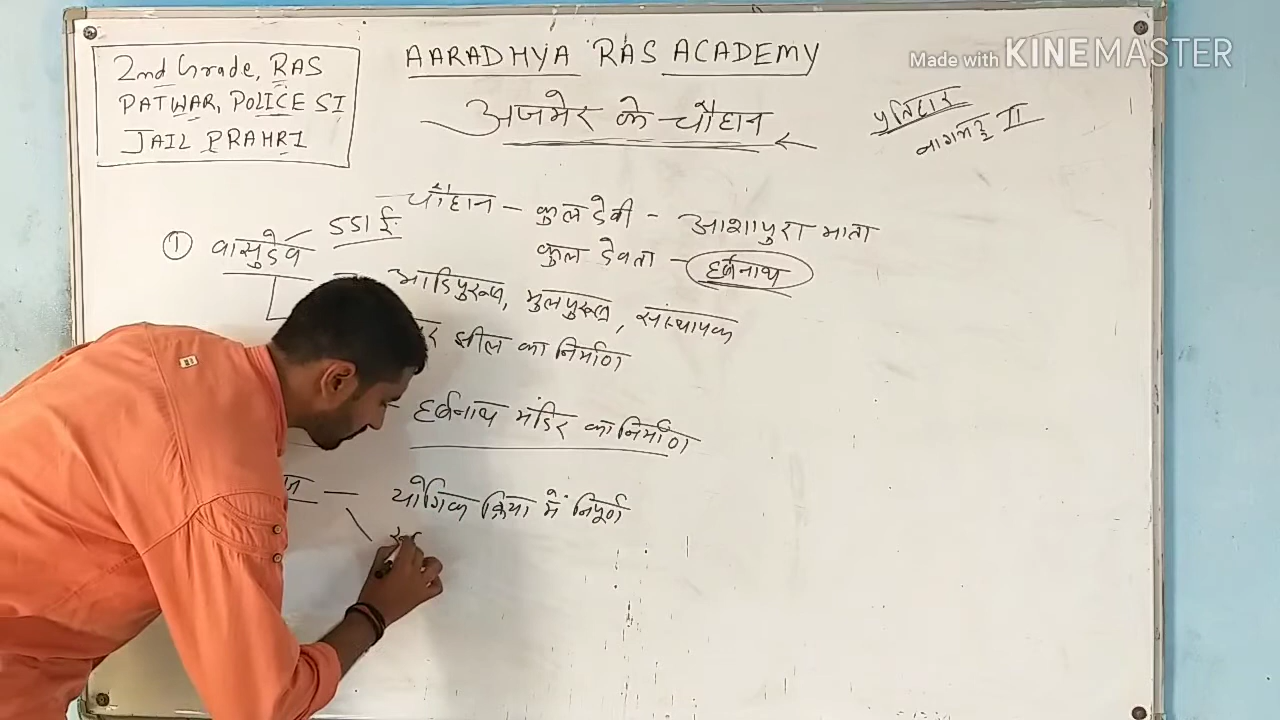 Made with KINEMASTER
AARADHYA RAS ACADEMY
2nd Grade, RAS
PATWAR, POLICE SI
JAIL PRAHRI
अजमेर के चौहान
प्रतिहार
नागभट्ट II
चौहान - कुल देवी - आशापुरा माता
कुल देवता - हर्षनाथ
① वासुदेव 551 ई.
आदिपुरुष, मुलपुरुष, संस्थापक
झील का निर्माण
हर्षनाथ मंदिर का निर्माण
यौगिक क्रिया में निपूर्ण